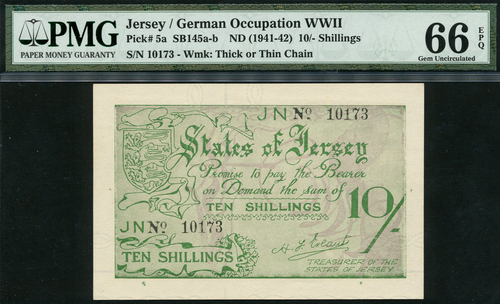 PMG
PAPER MONEY GUARANTY
Jersey / German Occupation WWII
Pick# 5a SB145a-b ND (1941-42) 10/- Shillings
S/N 10173 - Wmk: Thick or Thin Chain
66 EPQ
Gem Uncirculated
JN No 10173
States of Jersey
Promise to pay the Bearer
on Demand the sum of
TEN SHILLINGS
10/-
JN No 10173
TEN SHILLINGS
TREASURER OF THE
STATES OF JERSEY.